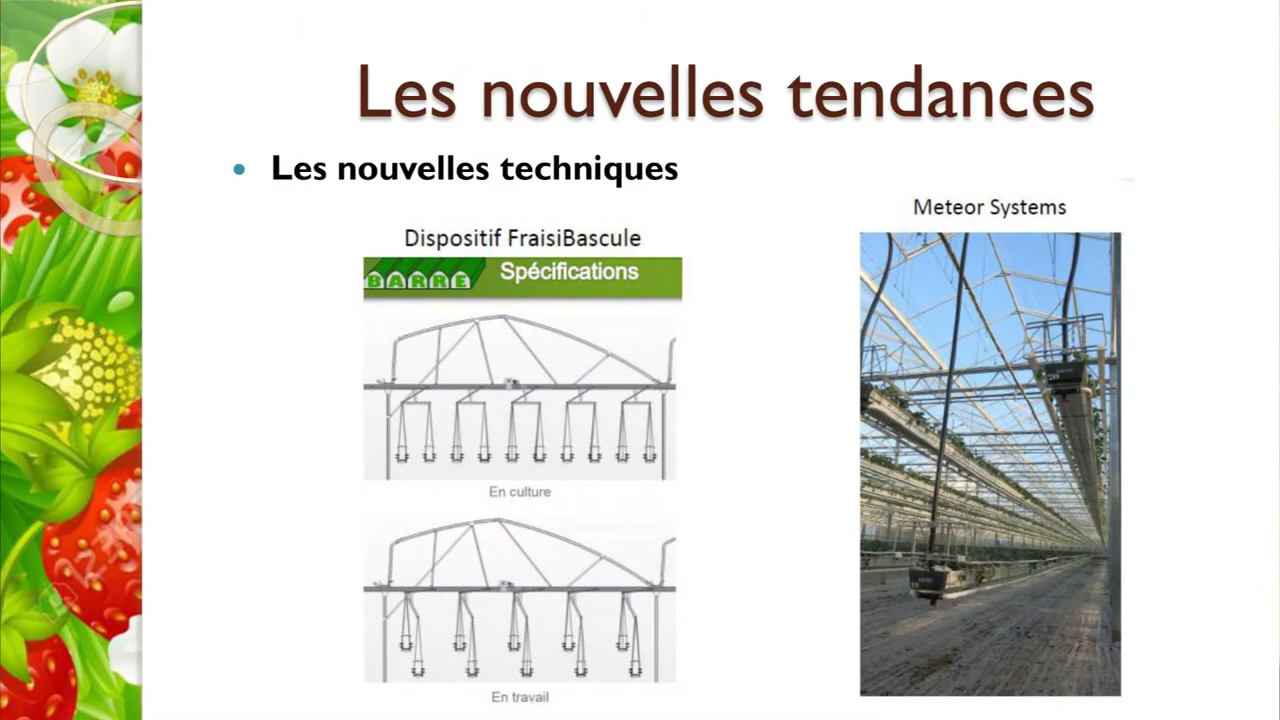 Les nouvelles tendances
• Les nouvelles techniques
Dispositif FraisiBascule
BARRE
Spécifications
En culture
En travail
Meteor Systems